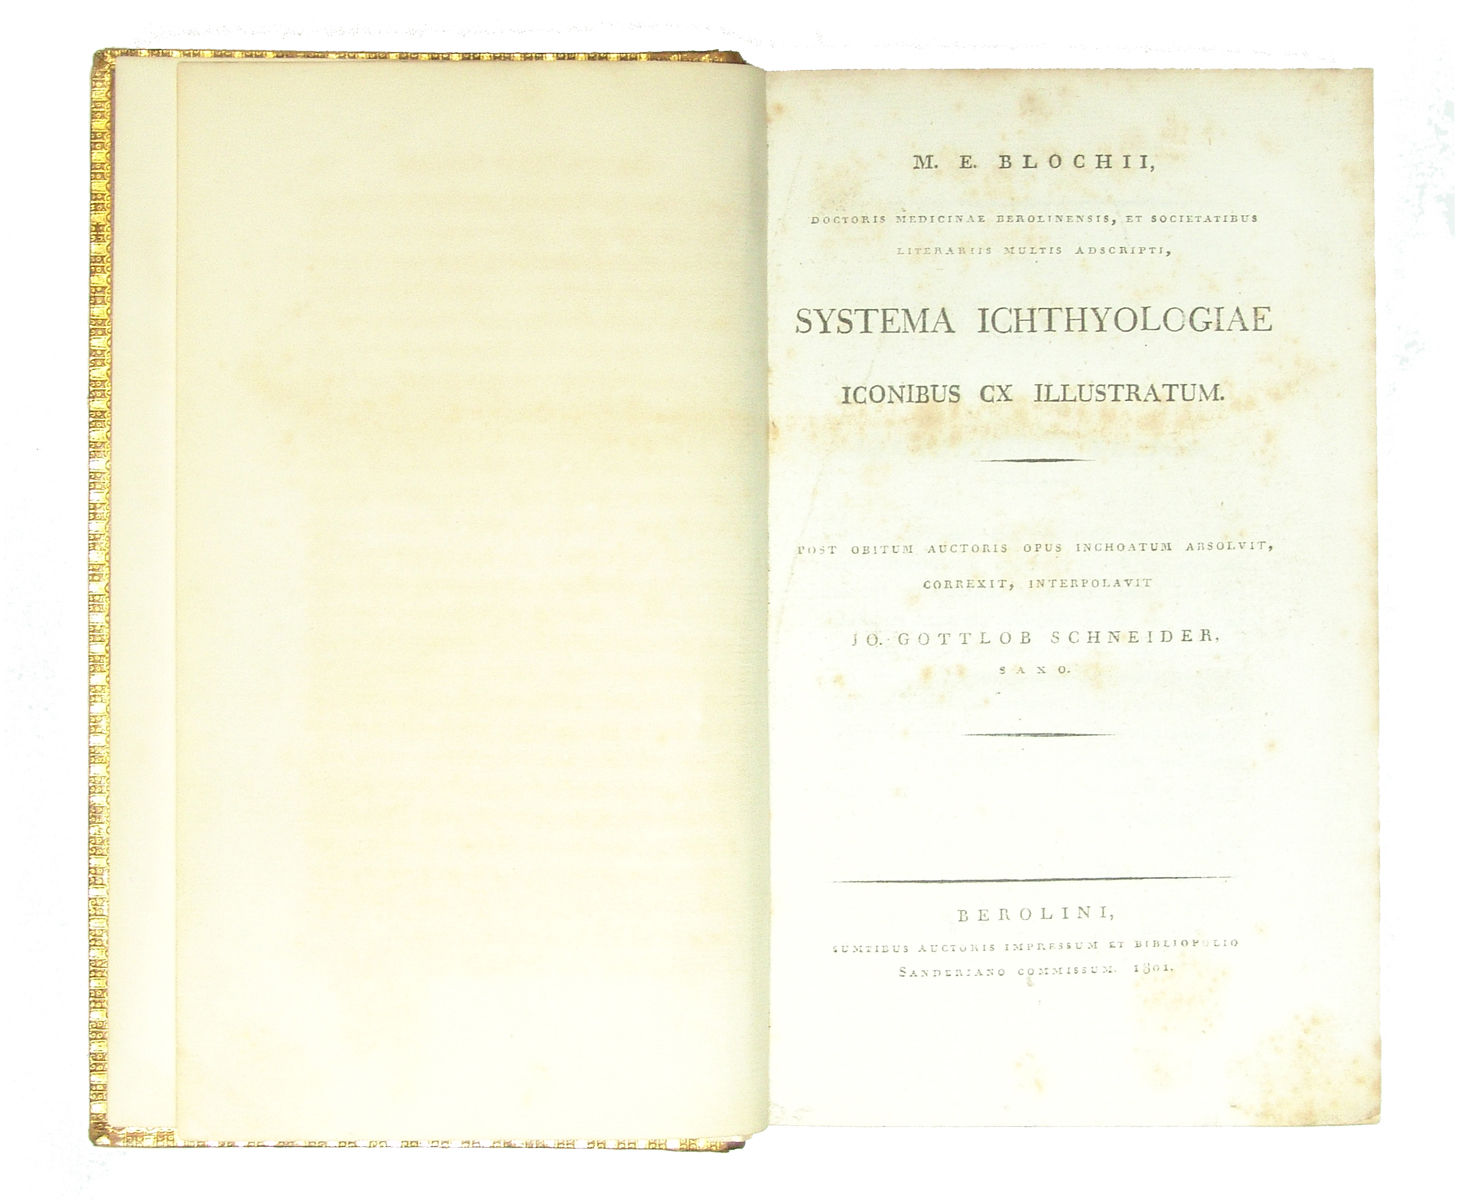 M. E. BLOCHII,
DOCTORIS MEDICINAE BEROLINENSIS, ET SOCIETATIBUS
LITERARIIS MULTIS ADSCRIPTI,
SYSTEMA ICHTHYOLOGIAE
ICONIBUS CX ILLUSTRATUM.
POST OBITUM AUCTORIS OPUS INCHOATUM ABSOLVIT,
CORREXIT, INTERPOLAVIT
JO. GOTTLOB SCHNEIDER,
SAXO.
BEROLINI,
SUMTIBUS AUCTORIS IMPRESSUM ET BIBLIOPOLIO
SANDERIANO COMMISSUM. 1801.